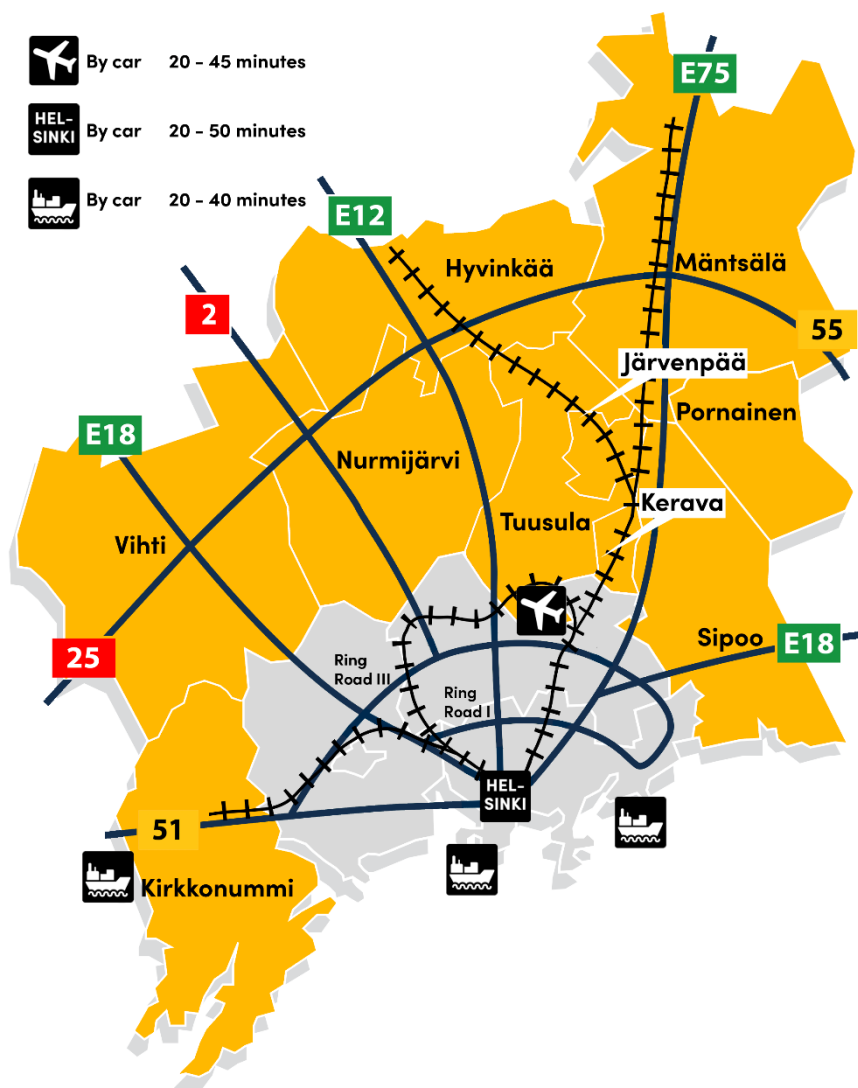 By car 20 - 45 minutes
HEL-
SINKI
By car 20 - 50 minutes
By car 20 - 40 minutes
E75
E12
Hyvinkää
Mäntsälä
2
55
Järvenpää
Pornainen
E18
Nurmijärvi
Kerava
Tuusula
Vihti
Sipoo
E18
25
Ring
Road III
Ring
Road I
HEL-
SINKI
51
Kirkkonummi